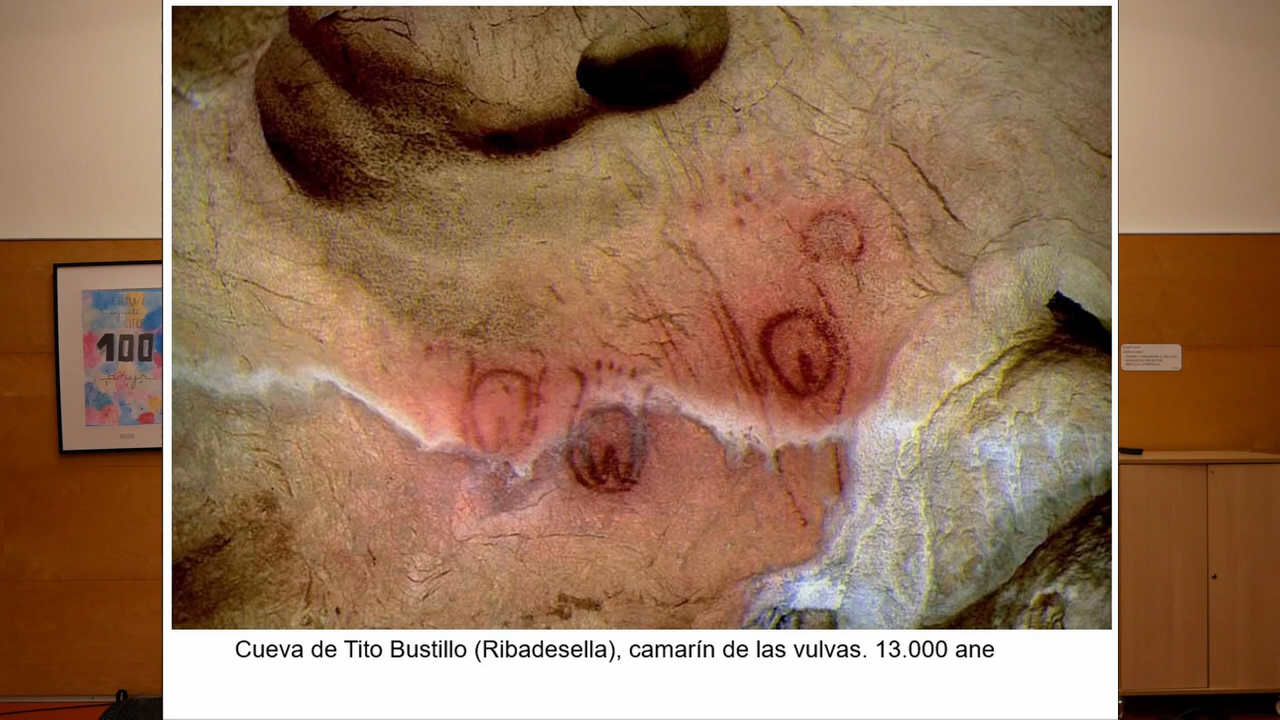 100
Cueva de Tito Bustillo (Ribadesella), camarín de las vulvas. 13.000 ane